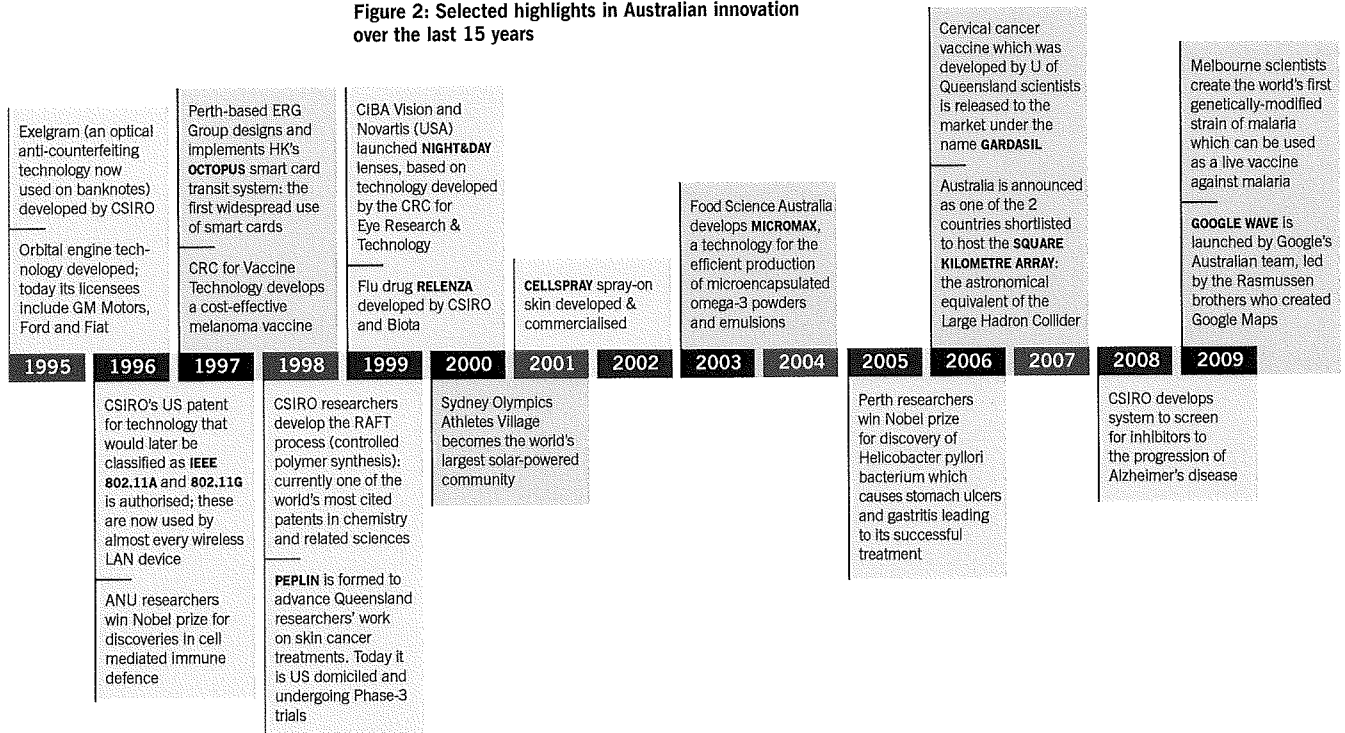 Figure 2: Selected highlights in Australian innovation
over the last 15 years
Exelgram (an optical
anti-counterfeiting
technology now
used on banknotes)
developed by CSIRO
Orbital engine tech-
nology developed;
today its licensees
include GM Motors,
Ford and Fiat
Perth-based ERG
Group designs and
implements HK's
OCTOPUS smart card
transit system: the
first widespread use
of smart cards
CRC for Vaccine
Technology develops
a cost-effective
melanoma vaccine
CIBA Vision and
Novartis (USA)
launched NIGHT&DAY
lenses, based on
technology developed
by the CRC for
Eye Research &
Technology
Flu drug RELENZA
developed by CSIRO
and Biota
CELLSPRAY spray-on
skin developed &
commercialised
Food Science Australia
develops MICROMAX,
a technology for the
efficient production
of microencapsulated
omega-3 powders
and emulsions
Cervical cancer
vaccine which was
developed by U of
Queensland scientists
is released to the
market under the
name GARDASIL
Australia is announced
as one of the 2
countries shortlisted
to host the SQUARE
KILOMETRE ARRAY:
the astronomical
equivalent of the
Large Hadron Collider
Melbourne scientists
create the world's first
genetically-modified
strain of malaria
which can be used
as a live vaccine
against malaria
GOOGLE WAVE is
launched by Google's
Australian team, led
by the Rasmussen
brothers who created
Google Maps
1995 1996 1997 1998 1999 2000 2001 2002 2003 2004 2005 2006 2007 2008 2009
CSIRO's US patent
for technology that
would later be
classified as IEEE
802.11A and 802.11G
is authorised; these
are now used by
almost every wireless
LAN device
ANU researchers
win Nobel prize for
discoveries in cell
mediated immune
defence
CSIRO researchers
develop the RAFT
process (controlled
polymer synthesis):
currently one of the
world's most cited
patents in chemistry
and related sciences
PEPLIN is formed to
advance Queensland
researchers' work
on skin cancer
treatments. Today it
is US domiciled and
undergoing Phase-3
trials
Sydney Olympics
Athletes Village
becomes the world's
largest solar-powered
community
Perth researchers
win Nobel prize
for discovery of
Helicobacter pyllori
bacterium which
causes stomach ulcers
and gastritis leading
to its successful
treatment
CSIRO develops
system to screen
for inhibitors to
the progression of
Alzheimer's disease